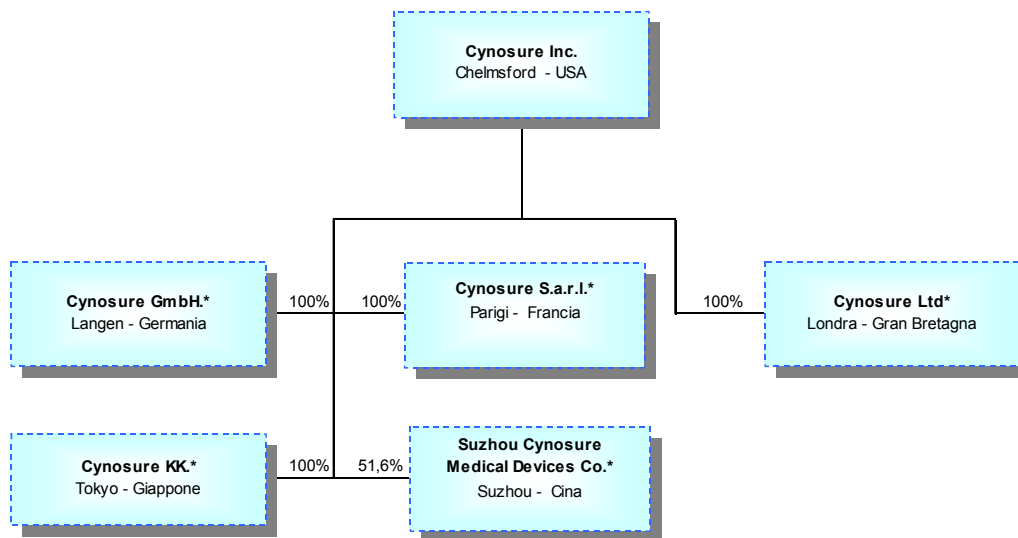 Cynosure Inc.
Chelmsford - USA
Cynosure GmbH.*
Langen - Germania
100%
100%
Cynosure S.a.r.l.*
Parigi - Francia
100%
Cynosure Ltd*
Londra - Gran Bretagna
Cynosure KK.*
Tokyo - Giappone
100%
51,6%
Suzhou Cynosure
Medical Devices Co.*
Suzhou - Cina